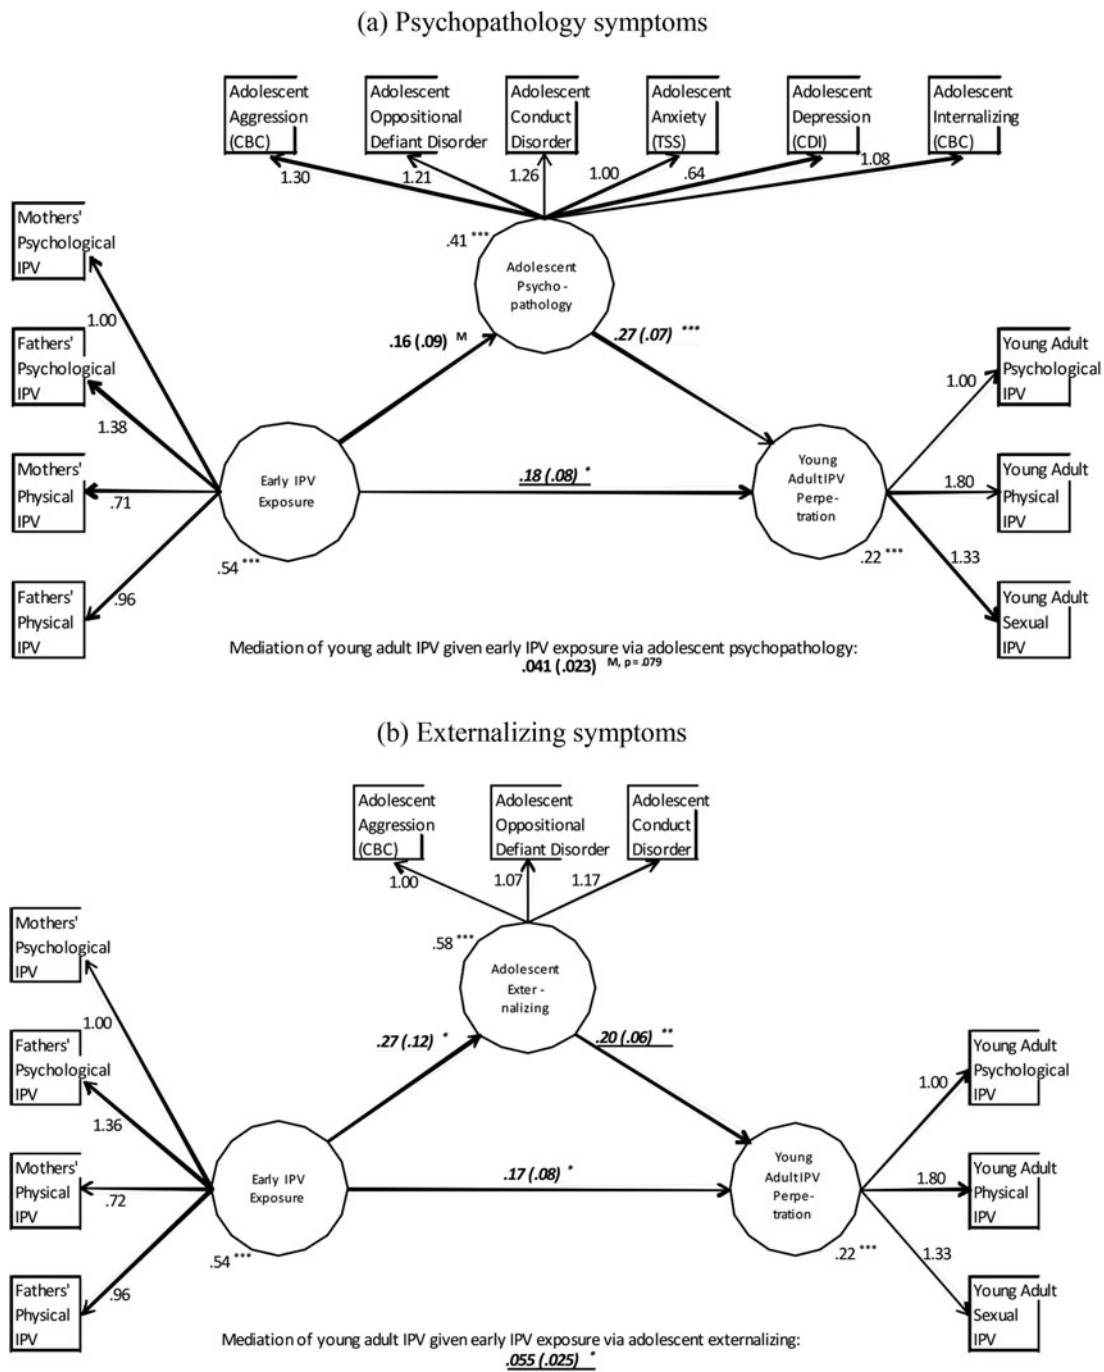 (a) Psychopathology symptoms
Adolescent
Aggression
(CBC)
Adolescent
Oppositional
Defiant Disorder
Adolescent
Conduct
Disorder
Adolescent
Anxiety
(TSS)
Adolescent
Depression
(CDI)
Adolescent
Internalizing
(CBC)
1.30
1.21
1.26
1.00
.64
1.08
Mothers'
Psychological
IPV
Fathers'
Psychological
IPV
Mothers'
Physical
IPV
Fathers'
Physical
IPV
1.00
1.38
.71
.96
.41 ***
Adolescent
Psycho-
pathology
.16 (.09) M
.27 (.07) ***
Early IPV
Exposure
.54 ***
.18 (.08) *
Young
Adult IPV
Perpe-
tration
.22 ***
1.00
1.80
1.33
Young Adult
Psychological
IPV
Young Adult
Physical
IPV
Young Adult
Sexual
IPV
Mediation of young adult IPV given early IPV exposure via adolescent psychopathology:
.041 (.023) M, p = .079
(b) Externalizing symptoms
Adolescent
Aggression
(CBC)
Adolescent
Oppositional
Defiant Disorder
Adolescent
Conduct
Disorder
1.00
1.07
1.17
Mothers'
Psychological
IPV
Fathers'
Psychological
IPV
Mothers'
Physical
IPV
Fathers'
Physical
IPV
1.00
1.36
.72
.96
.58 ***
Adolescent
Exter -
nalizing
.27 (.12) *
.20 (.06) **
Early IPV
Exposure
.54 ***
.17 (.08) *
Young
Adult IPV
Perpe-
tration
.22 ***
1.00
1.80
1.33
Young Adult
Psychological
IPV
Young Adult
Physical
IPV
Young Adult
Sexual
IPV
Mediation of young adult IPV given early IPV exposure via adolescent externalizing:
.055 (.025) *